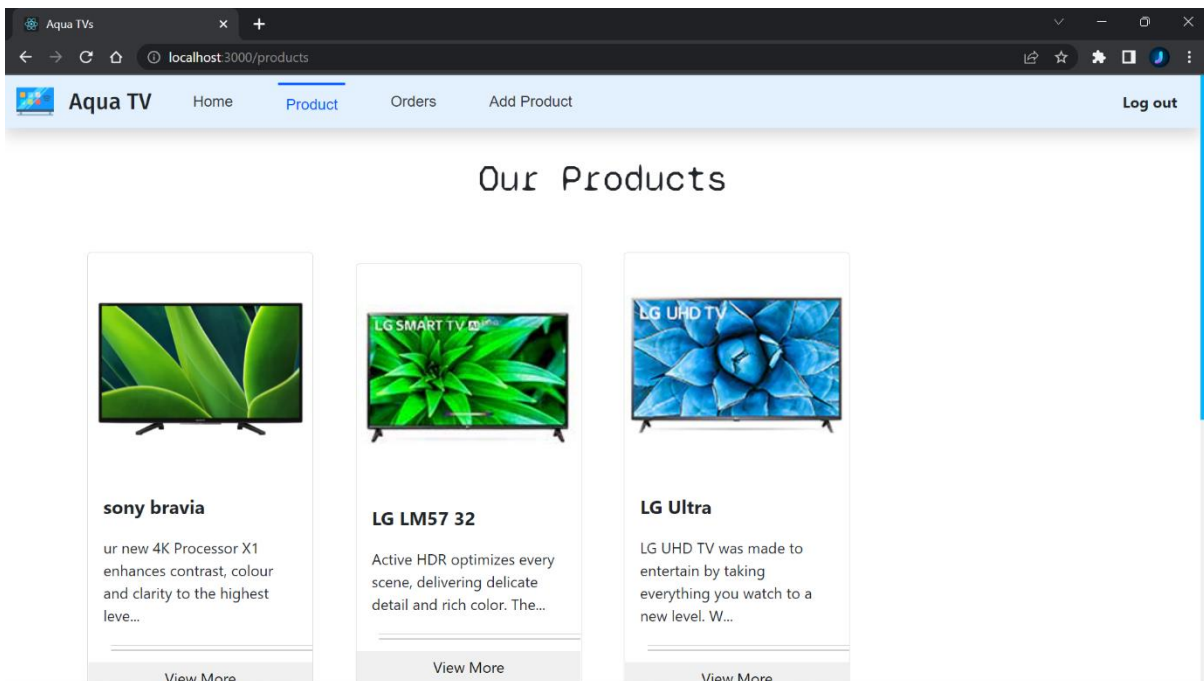 Aqua TVs
localhost:3000/products
Aqua TV Home Product Orders Add Product Log out
Our Products
LG SMART TV AI
LG UHD TV
sony bravia
ur new 4K Processor X1
enhances contrast, colour
and clarity to the highest
leve...
View More
LG LM57 32
Active HDR optimizes every
scene, delivering delicate
detail and rich color. The...
View More
LG Ultra
LG UHD TV was made to
entertain by taking
everything you watch to a
new level. W...
View More